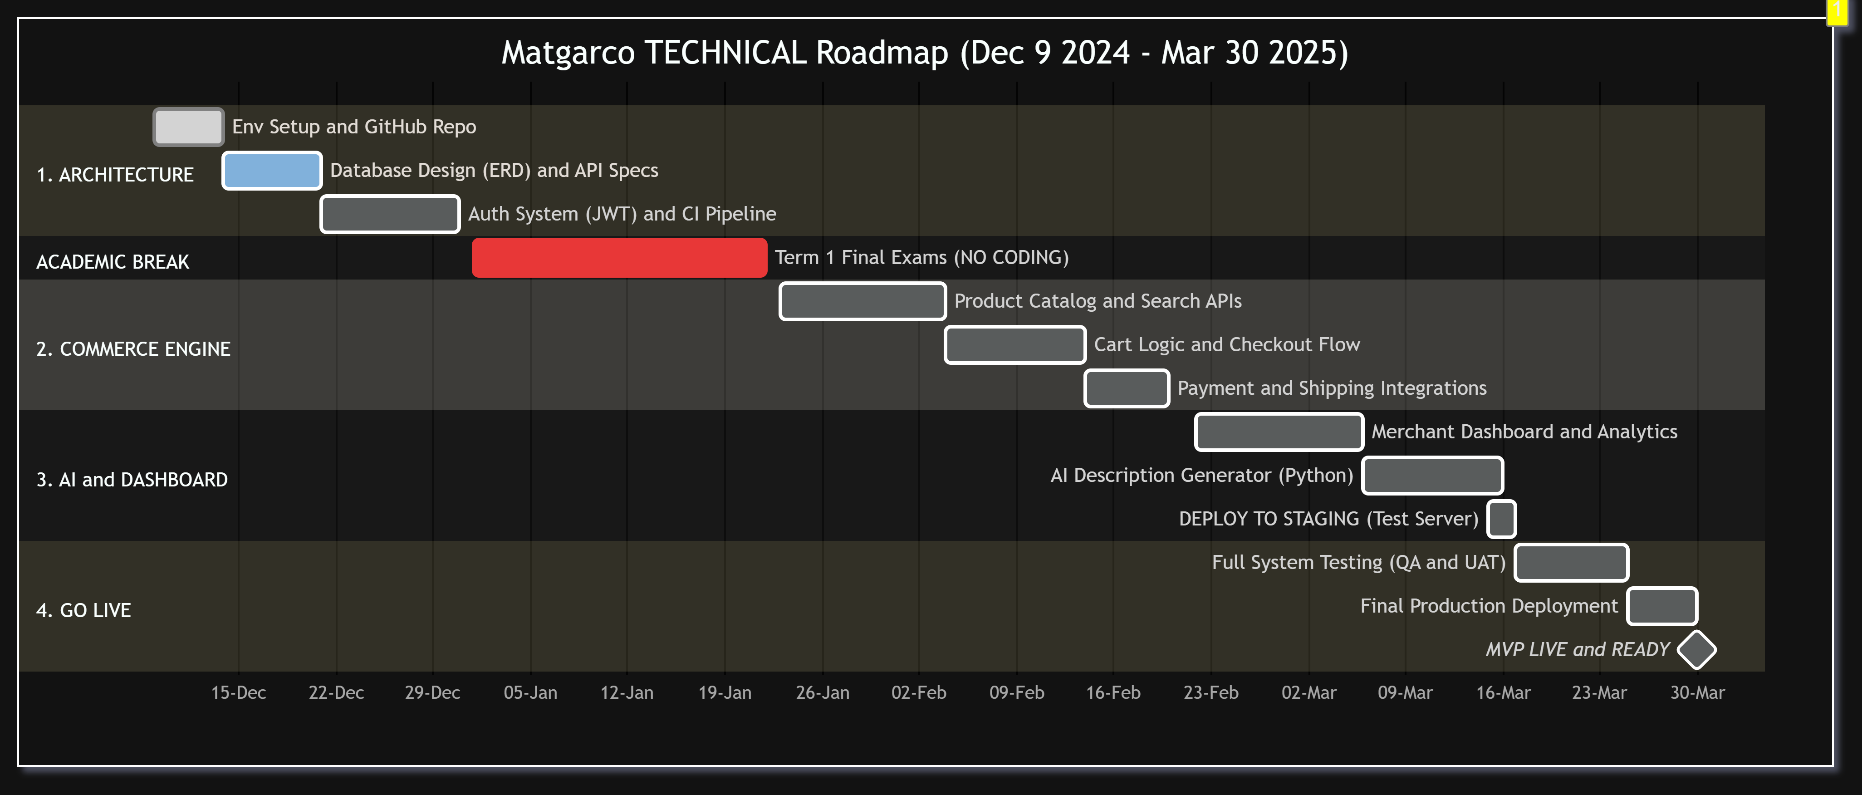 1
Matgarco TECHNICAL Roadmap (Dec 9 2024 - Mar 30 2025)
1. ARCHITECTURE
Env Setup and GitHub Repo
Database Design (ERD) and API Specs
Auth System (JWT) and CI Pipeline
ACADEMIC BREAK
Term 1 Final Exams (NO CODING)
2. COMMERCE ENGINE
Product Catalog and Search APIs
Cart Logic and Checkout Flow
Payment and Shipping Integrations
3. AI and DASHBOARD
Merchant Dashboard and Analytics
AI Description Generator (Python)
DEPLOY TO STAGING (Test Server)
4. GO LIVE
Full System Testing (QA and UAT)
Final Production Deployment
MVP LIVE and READY
15-Dec 22-Dec 29-Dec 05-Jan 12-Jan 19-Jan 26-Jan 02-Feb 09-Feb 16-Feb 23-Feb 02-Mar 09-Mar 16-Mar 23-Mar 30-Mar